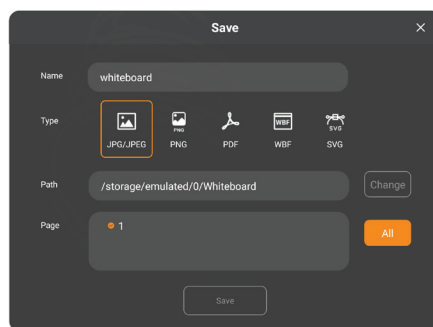 Save
Name
whiteboard
Type
PNG
WBF
SVG
JPG/JPEG
PNG
PDF
WBF
SVG
Path
/storage/emulated/0/Whiteboard
Change
Page
1
All
Save